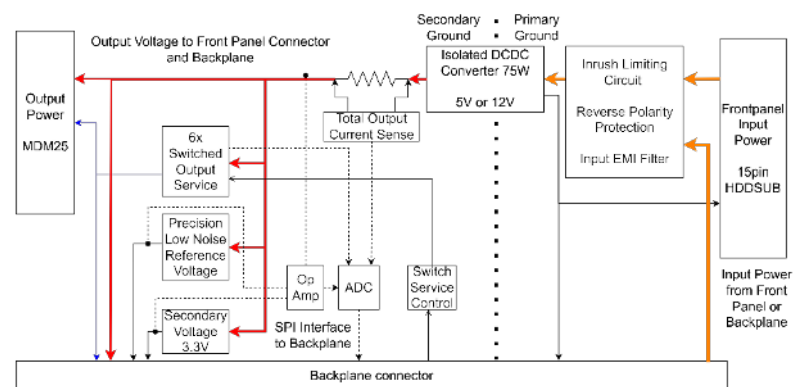 Secondary Ground
Primary Ground
Output Voltage to Front Panel Connector
and Backplane
Output
Power
MDM25
Isolated DCDC
Converter 75W
5V or 12V
Inrush Limiting
Circuit
Reverse Polarity
Protection
Input EMI Filter
Frontpanel
Input
Power
15pin
HDDSUB
Total Output
Current Sense
6x
Switched
Output
Service
Precision
Low Noise
Reference
Voltage
Op
Amp
ADC
Switch
Service
Control
Input Power
from Front
Panel or
Backplane
Secondary
Voltage
3.3V
SPI Interface
to Backplane
Backplane connector